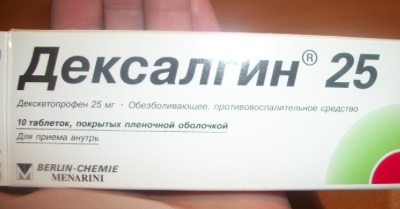 Дексалгин® 25
Декскетопрофен 25 мг · Обезболивающее, противовоспалительное средство
10 таблеток, покрытых пленочной оболочкой
Для приема внутрь
BERLIN-CHEMIE
MENARINI